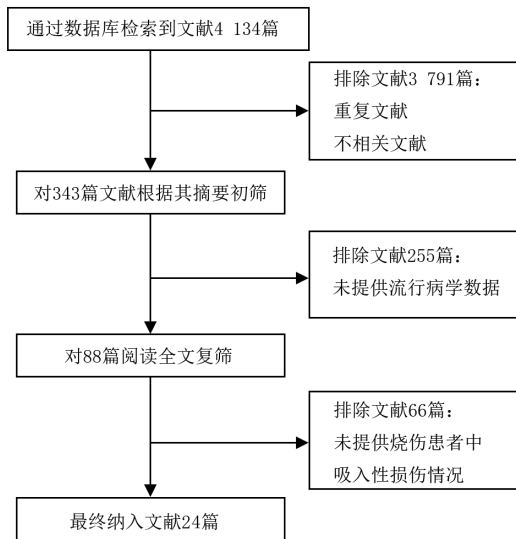 通过数据库检索到文献4 134篇
排除文献3 791篇：
重复文献
不相关文献
对343篇文献根据其摘要初筛
排除文献255篇：
未提供流行病学数据
对88篇阅读全文复筛
排除文献66篇：
未提供烧伤患者中
吸入性损伤情况
最终纳入文献24篇